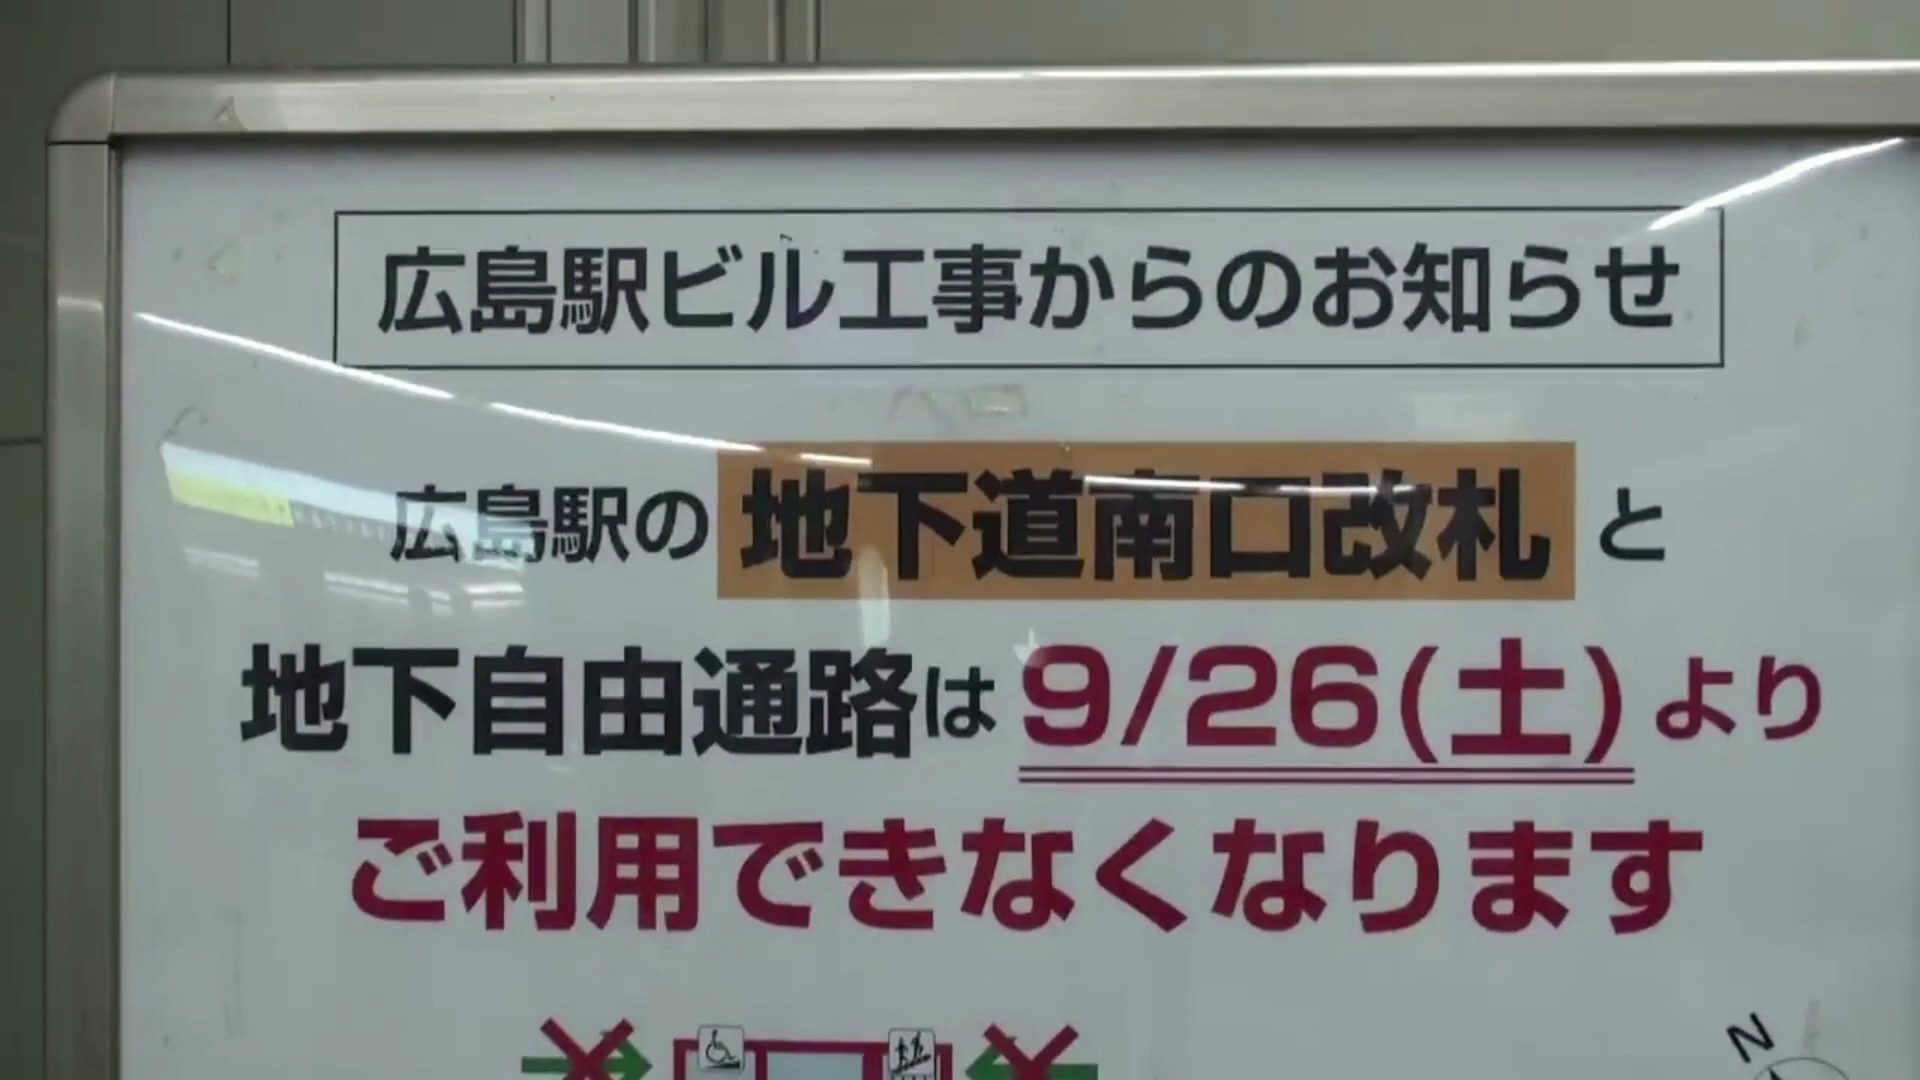 広島駅ビル工事からのお知らせ
広島駅の 地下道南口改札 と
地下自由通路は 9/26(土)より
ご利用できなくなります
N